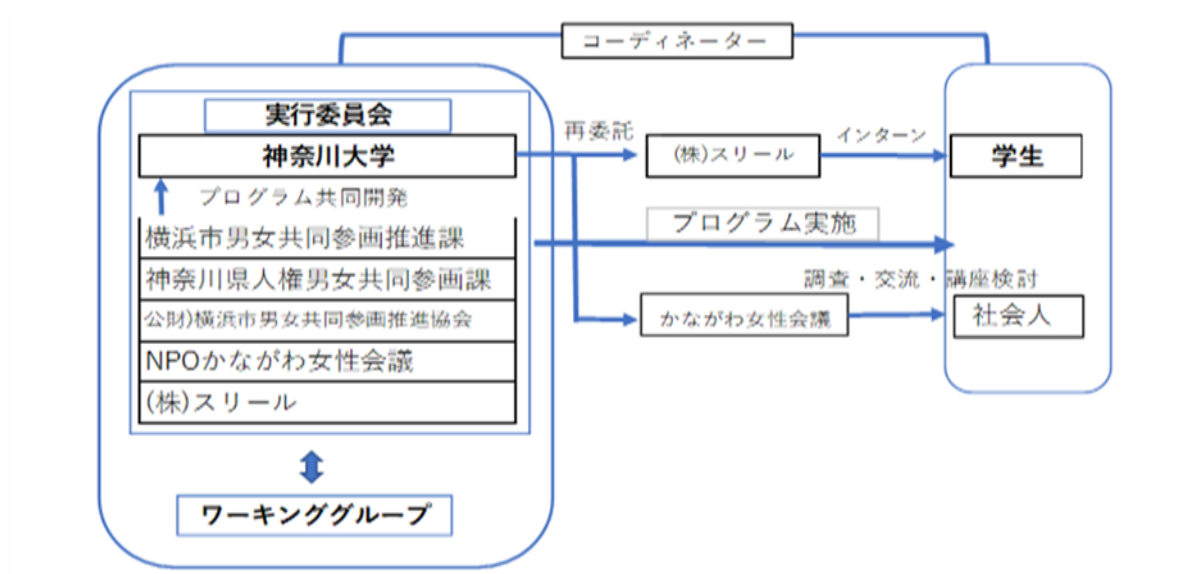 コーディネーター
実行委員会
神奈川大学
再委託
(株)スリール
インターン
学生
プログラム共同開発
横浜市男女共同参画推進課
プログラム実施
神奈川県人権男女共同参画課
調査・交流・講座検討
公財)横浜市男女共同参画推進協会
かながわ女性会議
社会人
NPOかながわ女性会議
(株)スリール
ワーキンググループ